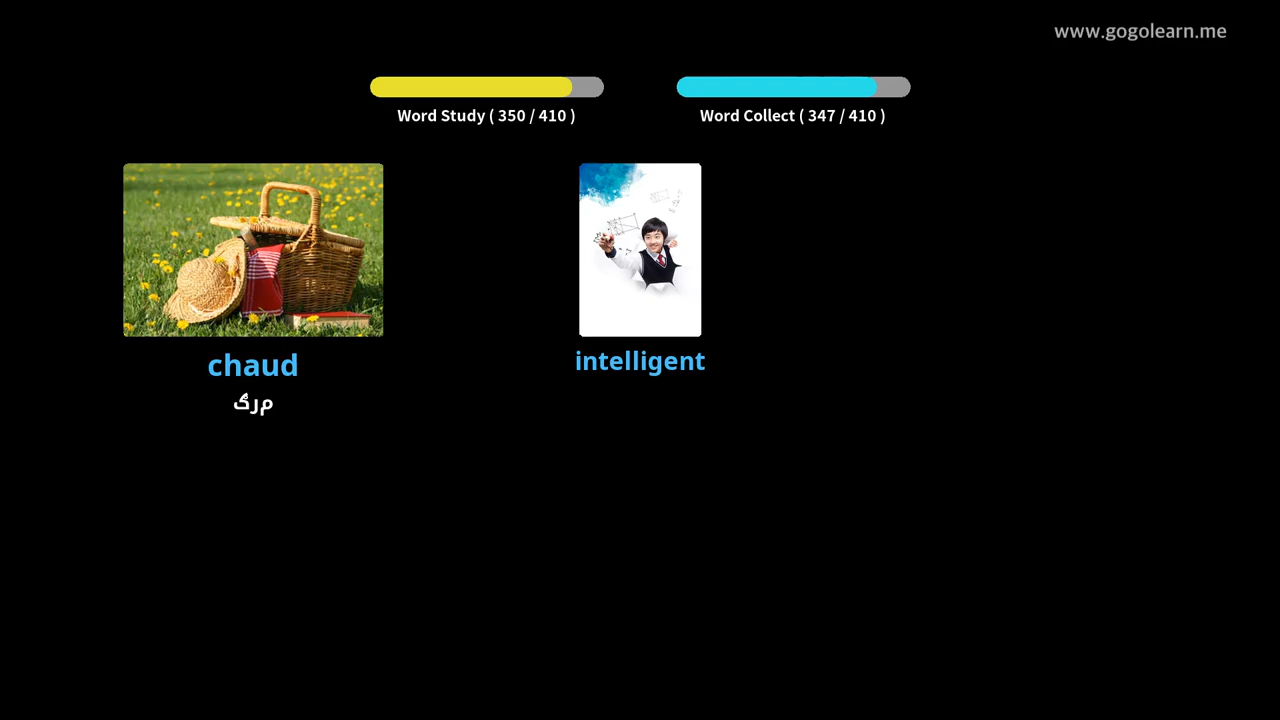 www.gogolearn.me
Word Study ( 350 / 410 )
Word Collect ( 347 / 410 )
chaud
مرگ
intelligent